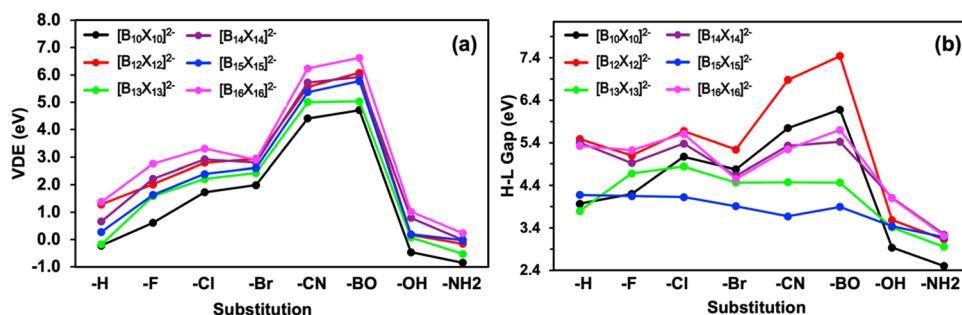 8.0
7.0
6.0
5.0
4.0
3.0
2.0
1.0
0.0
-1.0
VDE (eV)
[B₁₀X₁₀]²⁻
[B₁₂X₁₂]²⁻
[B₁₃X₁₃]²⁻
[B₁₄X₁₄]²⁻
[B₁₅X₁₅]²⁻
[B₁₆X₁₆]²⁻
(a)
-H -F -Cl -Br -CN -BO -OH -NH2
Substitution
7.4
6.4
5.4
4.4
3.4
2.4
H-L Gap (eV)
[B₁₀X₁₀]²⁻
[B₁₂X₁₂]²⁻
[B₁₃X₁₃]²⁻
[B₁₄X₁₄]²⁻
[B₁₅X₁₅]²⁻
[B₁₆X₁₆]²⁻
(b)
-H -F -Cl -Br -CN -BO -OH -NH2
Substitution